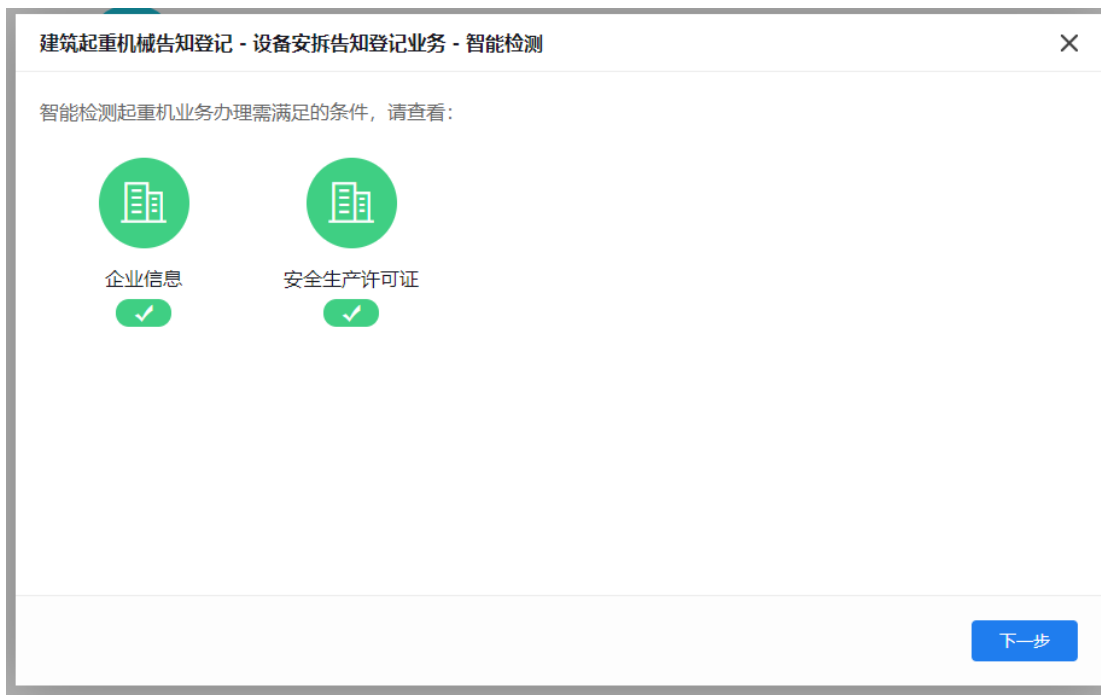 建筑起重机械告知登记 - 设备安拆告知登记业务 - 智能检测
智能检测起重机业务办理需满足的条件，请查看：
企业信息
安全生产许可证
下一步